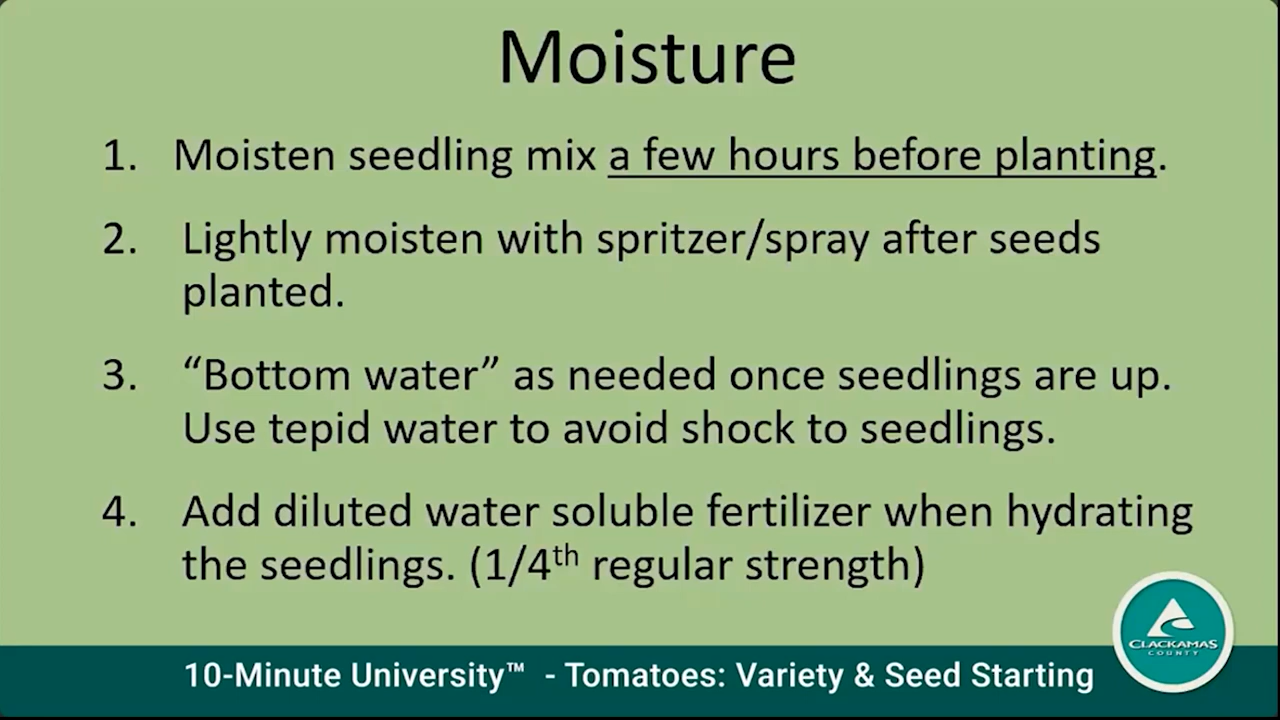 Moisture
1. Moisten seedling mix a few hours before planting.
2. Lightly moisten with spritzer/spray after seeds
planted.
3. “Bottom water” as needed once seedlings are up.
Use tepid water to avoid shock to seedlings.
4. Add diluted water soluble fertilizer when hydrating
the seedlings. (1/4th regular strength)
CLACKAMAS
COUNTY
10-Minute University™ - Tomatoes: Variety & Seed Starting